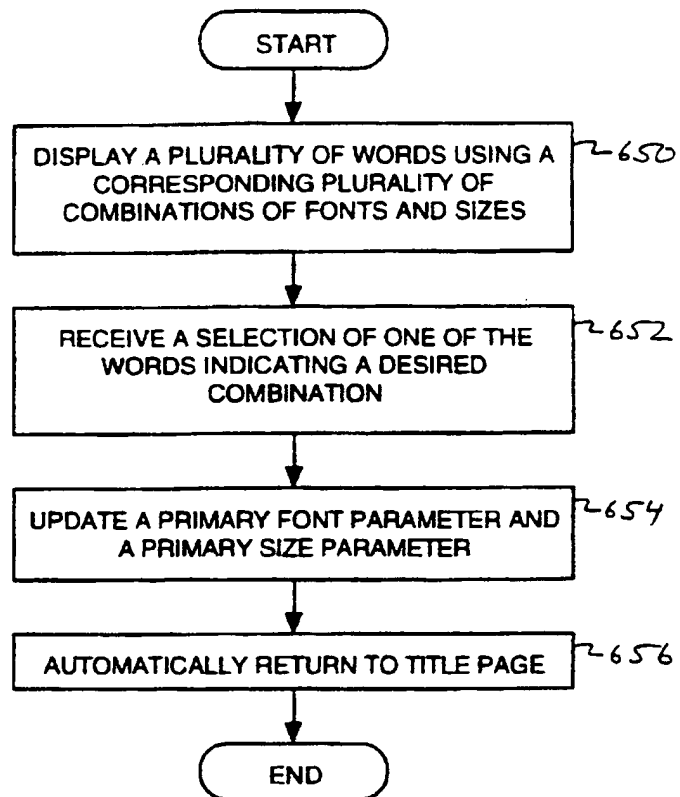 START
DISPLAY A PLURALITY OF WORDS USING A
CORRESPONDING PLURALITY OF
COMBINATIONS OF FONTS AND SIZES
650
RECEIVE A SELECTION OF ONE OF THE
WORDS INDICATING A DESIRED
COMBINATION
652
UPDATE A PRIMARY FONT PARAMETER AND
A PRIMARY SIZE PARAMETER
654
AUTOMATICALLY RETURN TO TITLE PAGE
656
END